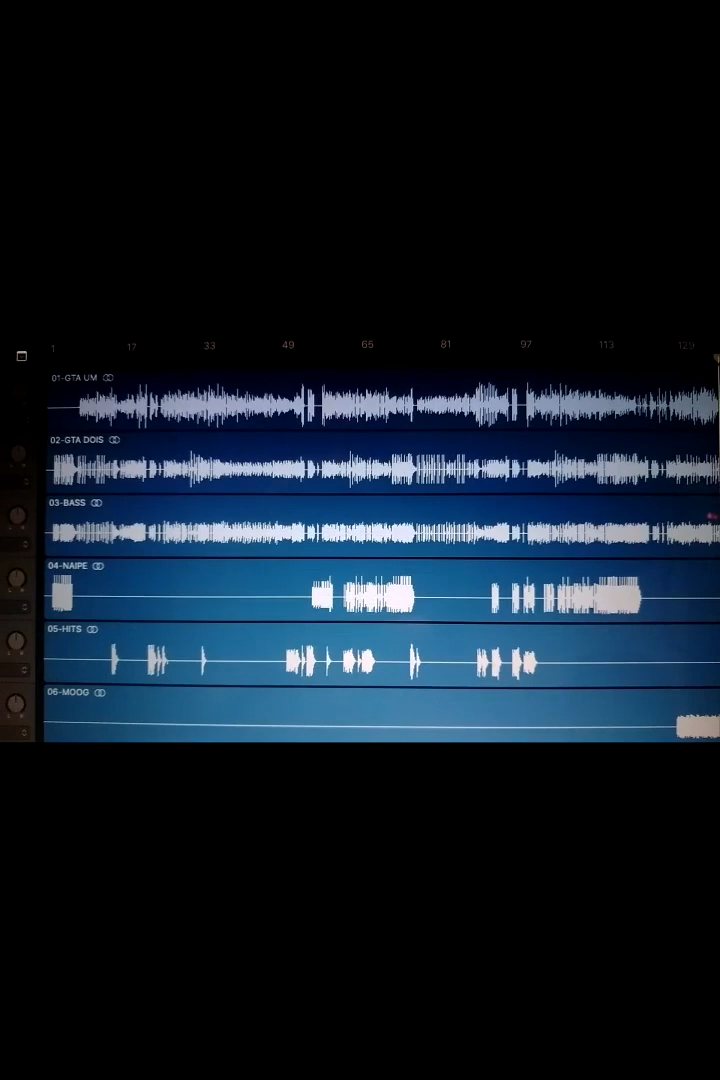 1 17 33 49 65 81 97 113 129
01-GTA UM
02-GTA DOIS
03-BASS
04-NAIPE
05-HITS
06-MOOG